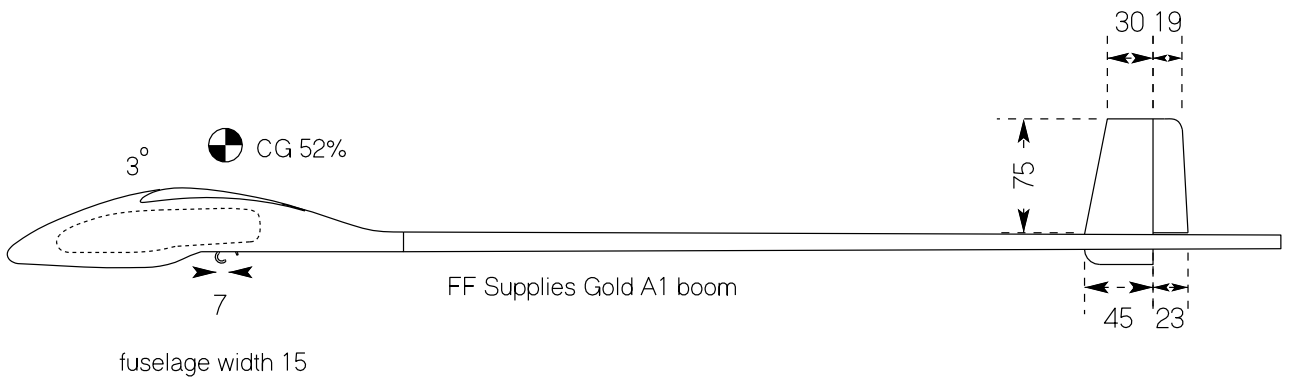 30 19
CG 52%
3°
75
FF Supplies Gold A1 boom
7
45 23
fuselage width 15